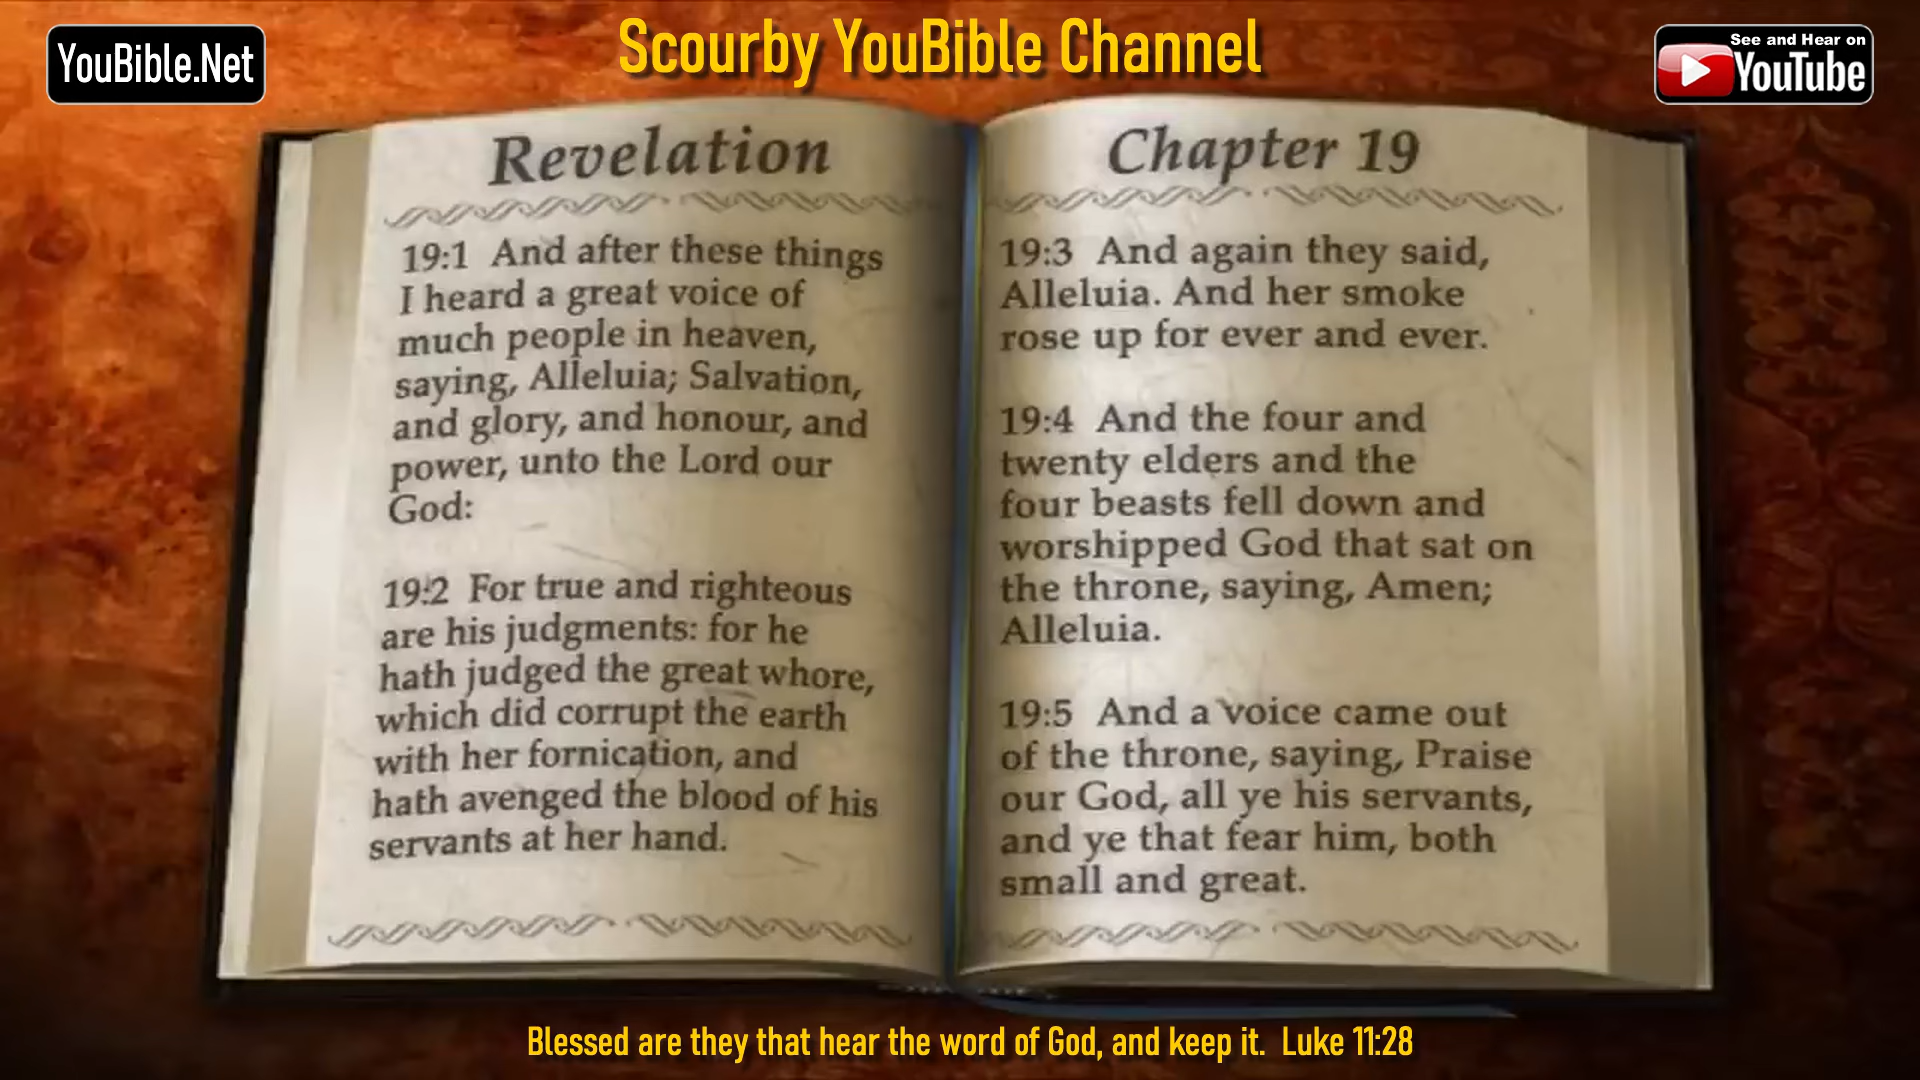 YouBible.Net
Scourby YouBible Channel
See and Hear on
YouTube
Revelation
19:1 And after these things
I heard a great voice of
much people in heaven,
saying, Alleluia; Salvation,
and glory, and honour, and
power, unto the Lord our
God:
19:2 For true and righteous
are his judgments: for he
hath judged the great whore,
which did corrupt the earth
with her fornication, and
hath avenged the blood of his
servants at her hand.
Chapter 19
19:3 And again they said,
Alleluia. And her smoke
rose up for ever and ever.
19:4 And the four and
twenty elders and the
four beasts fell down and
worshipped God that sat on
the throne, saying, Amen;
Alleluia.
19:5 And a voice came out
of the throne, saying, Praise
our God, all ye his servants,
and ye that fear him, both
small and great.
Blessed are they that hear the word of God, and keep it. Luke 11:28